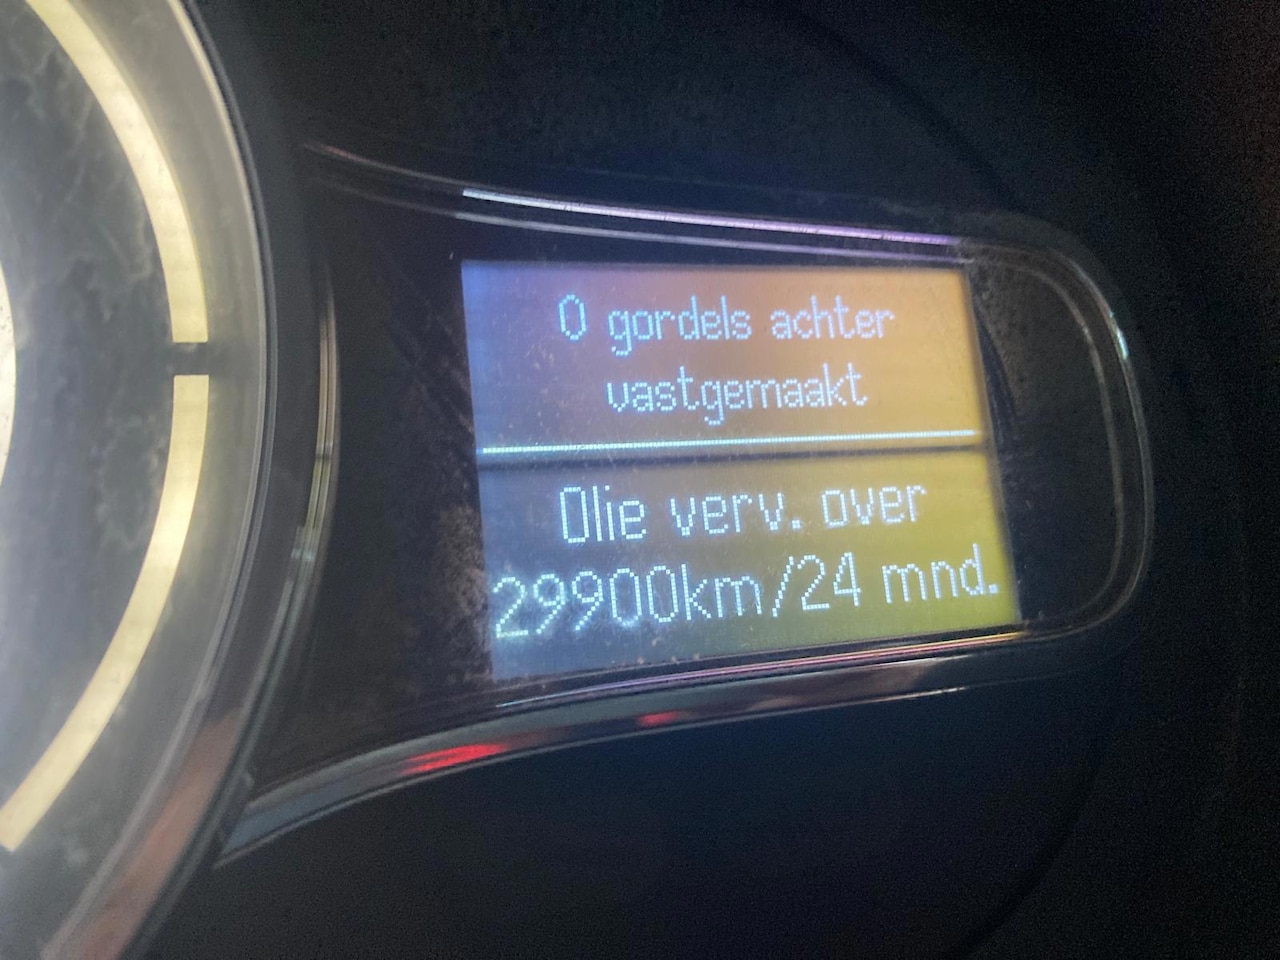 0 gordels achter
vastgemaakt
Olie verv. over
29900km/24 mnd.